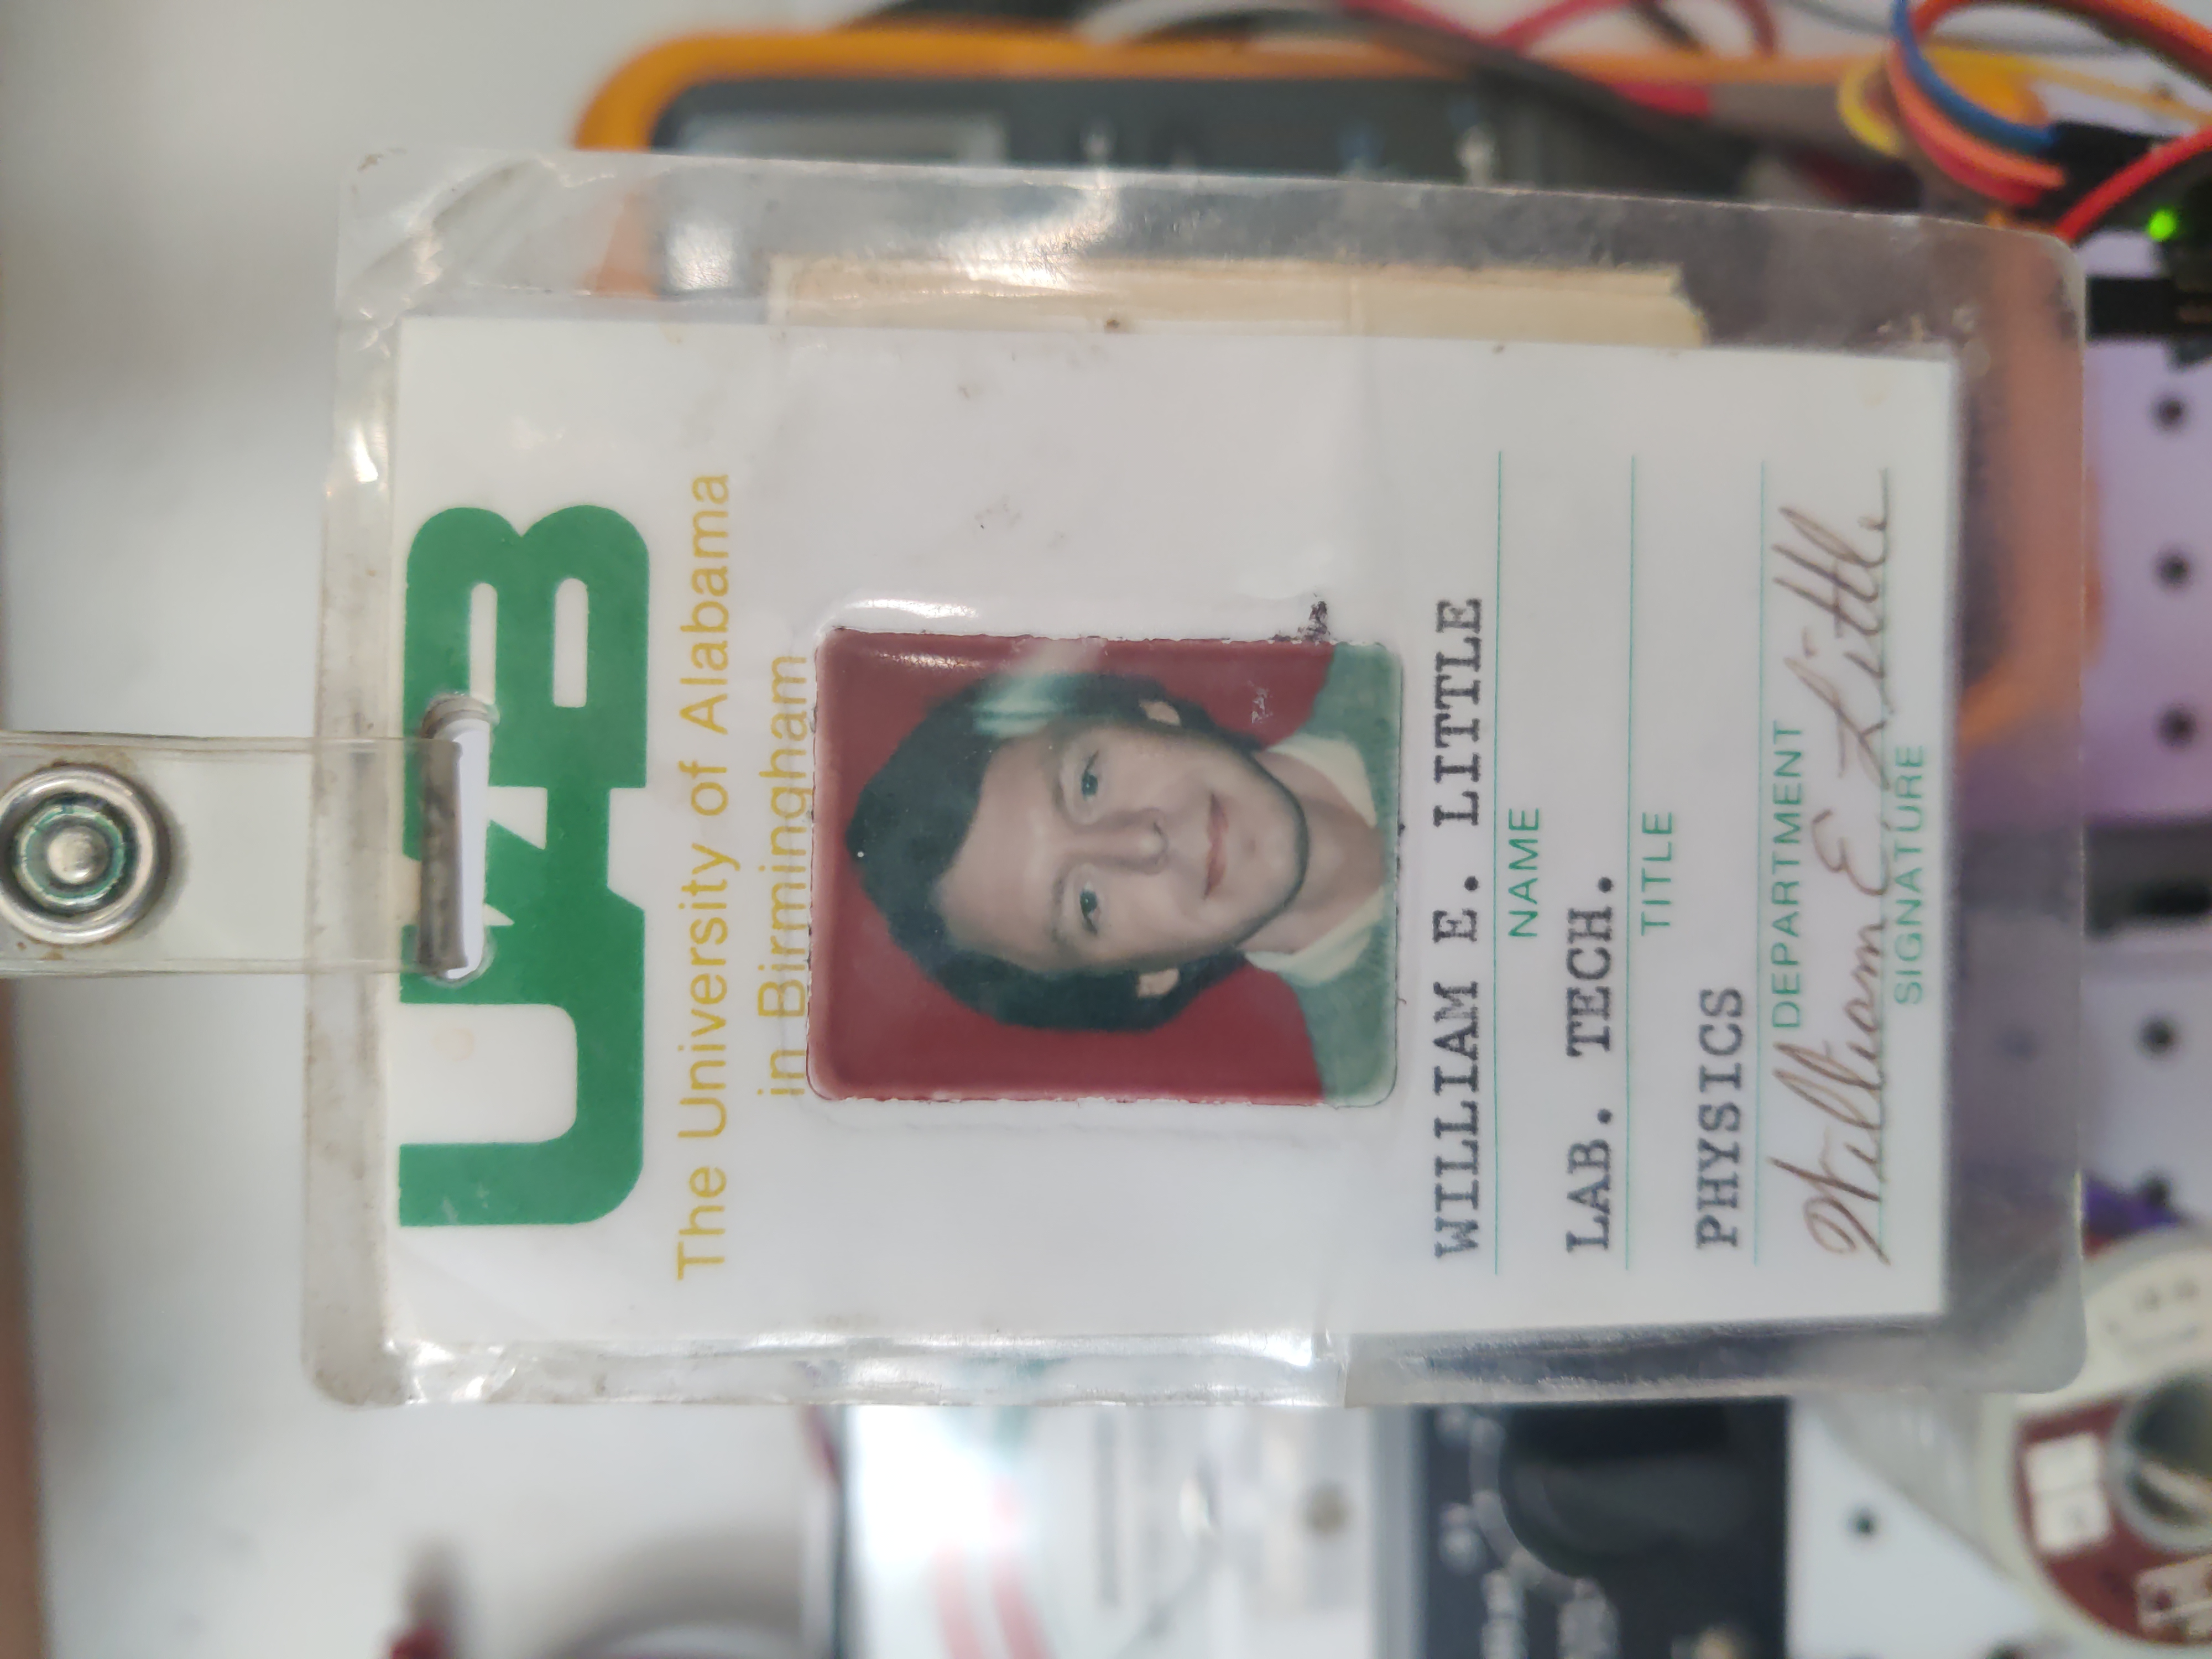 UAB
The University of Alabama
in Birmingham
WILLIAM E. LITTLE
NAME
LAB. TECH.
TITLE
PHYSICS
DEPARTMENT
William E Little
SIGNATURE